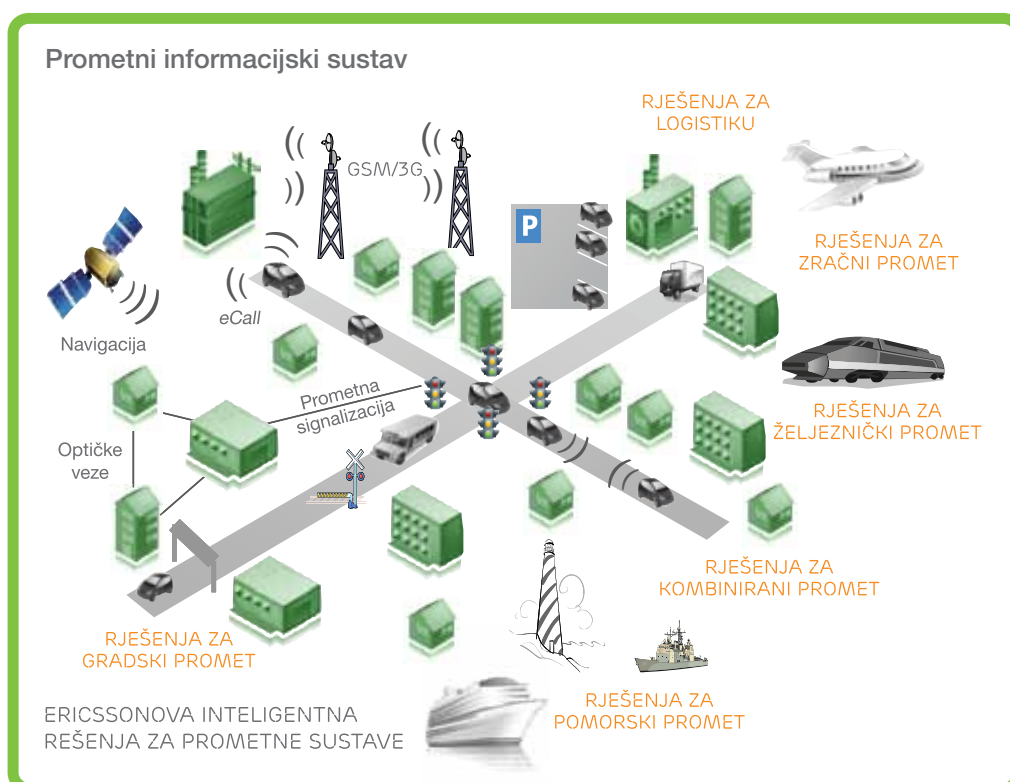 Prometni informacijski sustav
RJEŠENJA ZA
LOGISTIKU
GSM/3G
P
RJEŠENJA ZA
ZRAČNI PROMET
eCall
Navigacija
Prometna
signalizacija
RJEŠENJA ZA
ŽELJEZNIČKI PROMET
Optičke
veze
RJEŠENJA ZA
KOMBINIRANI PROMET
RJEŠENJA ZA
GRADSKI PROMET
RJEŠENJA ZA
POMORSKI PROMET
ERICSSONOVA INTELIGENTNA
REŠENJA ZA PROMETNE SUSTAVE